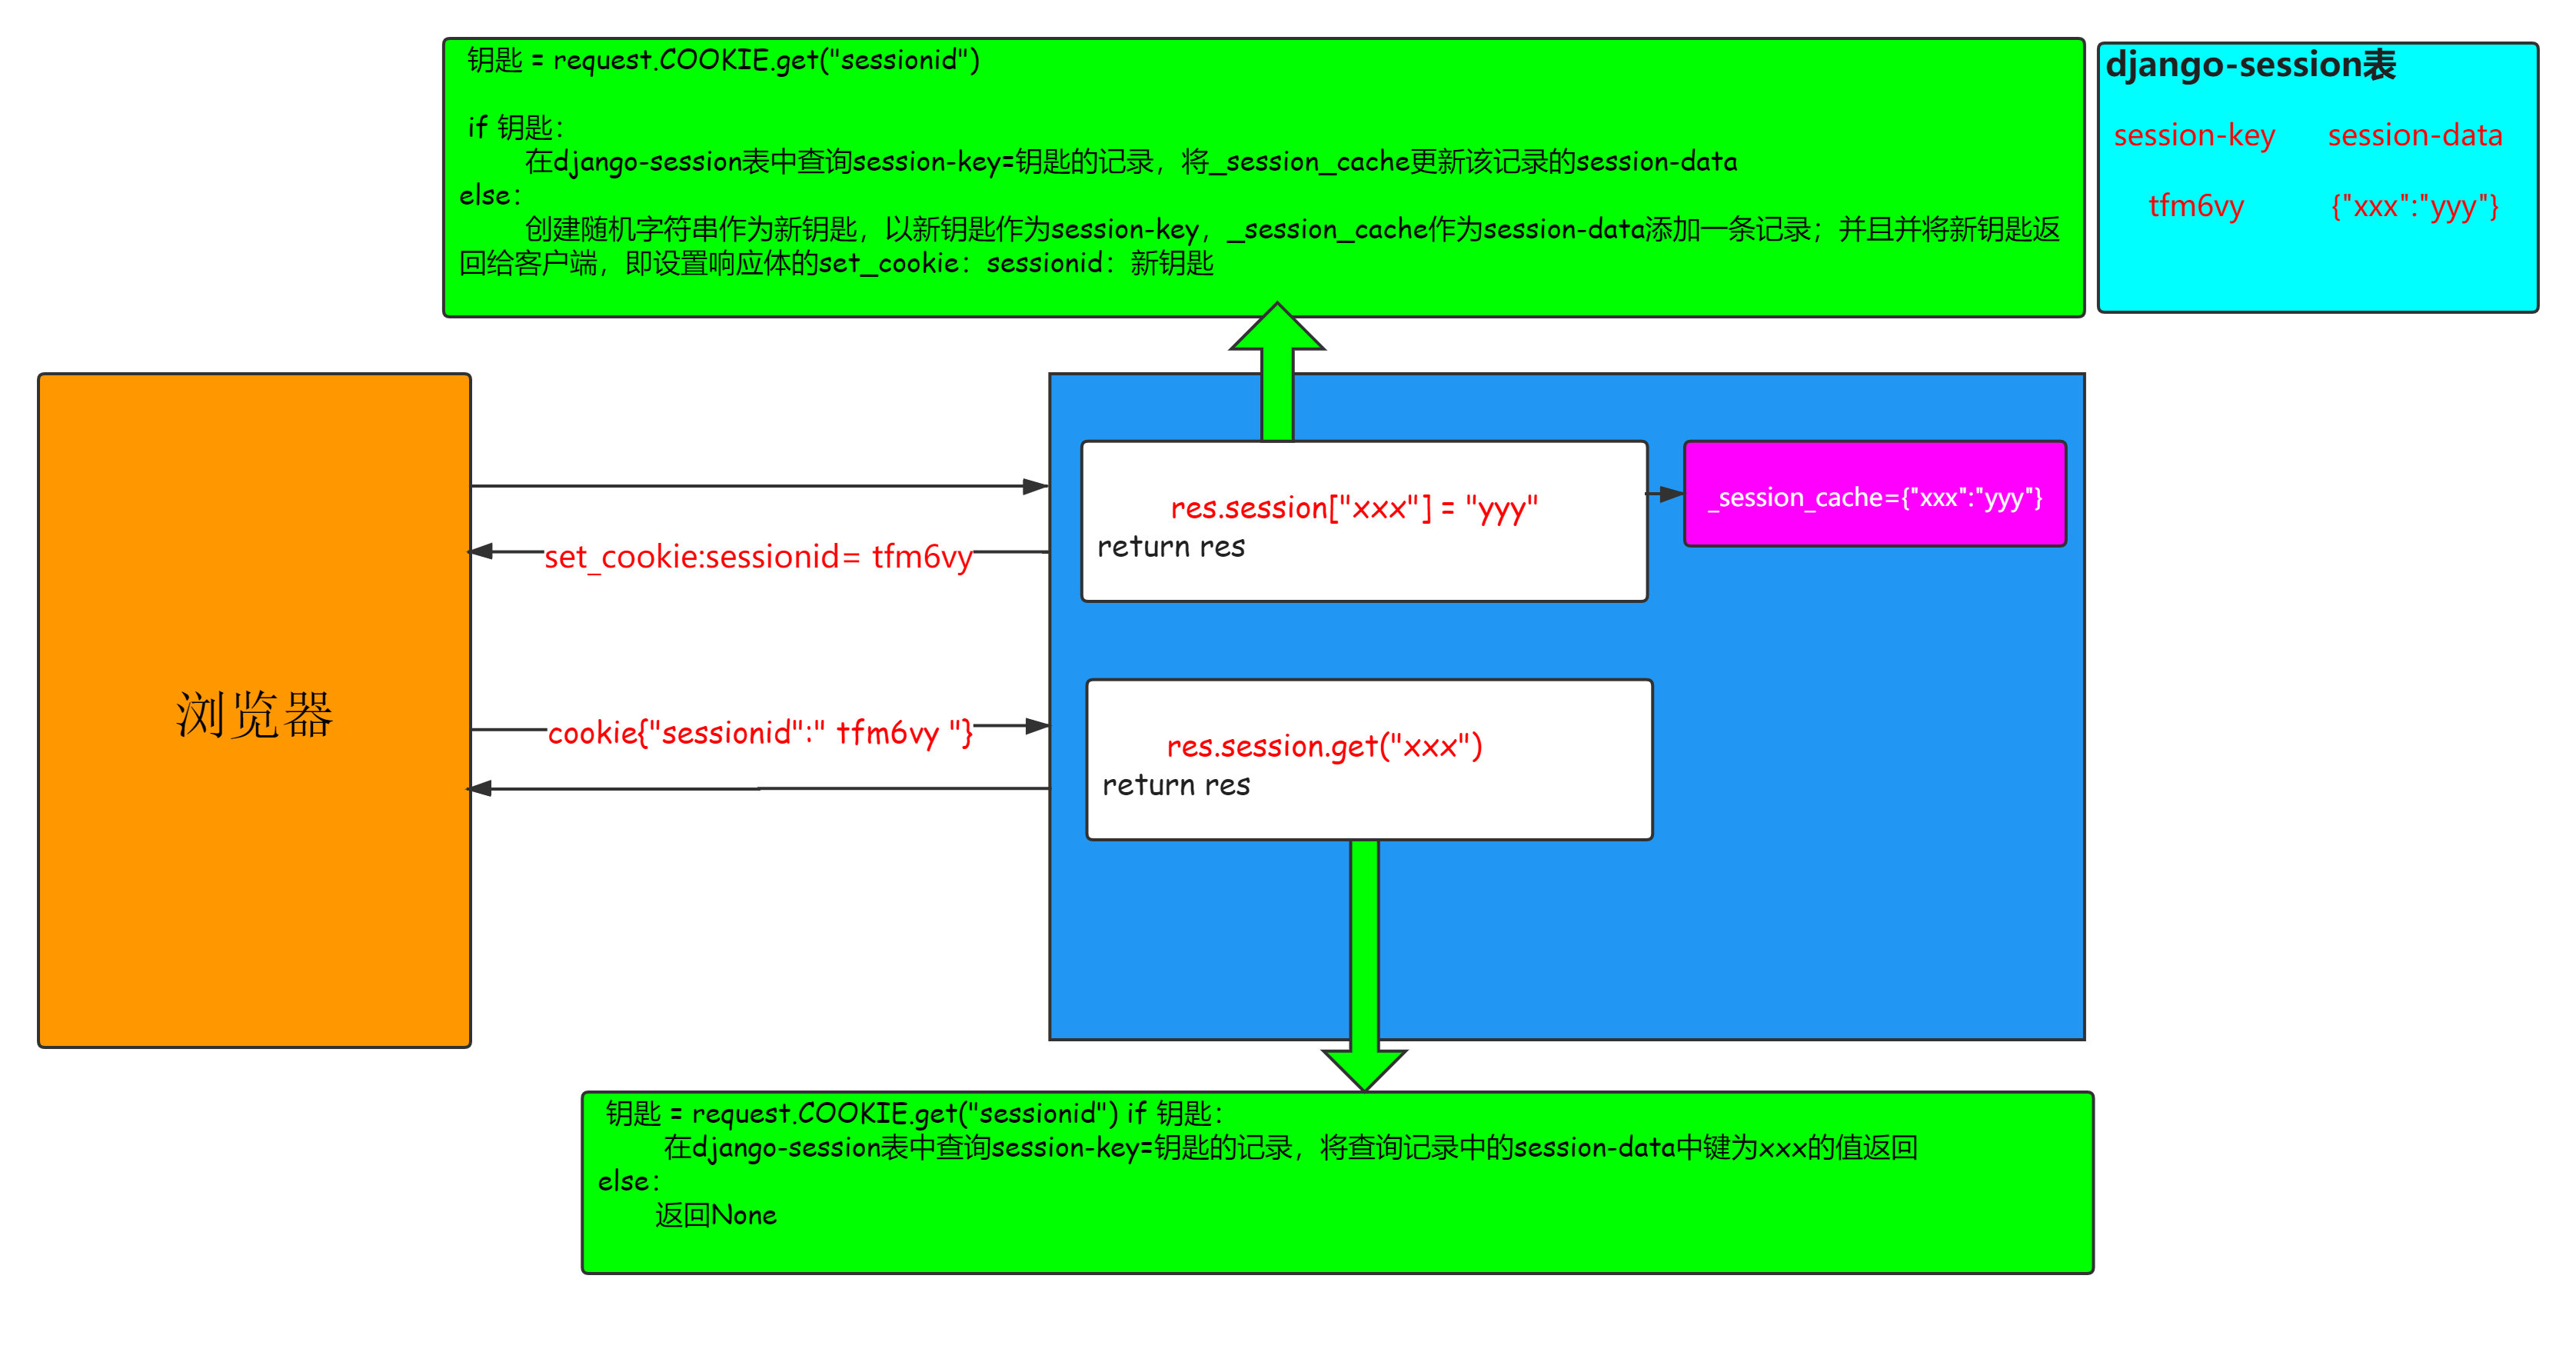 钥匙 = request.COOKIE.get("sessionid")
if 钥匙：
在django-session表中查询session-key=钥匙的记录，将_session_cache更新该记录的session-data
else：
创建随机字符串作为新钥匙，以新钥匙作为session-key，_session_cache作为session-data添加一条记录；并且并将新钥匙返
回给客户端，即设置响应体的set_cookie：sessionid：新钥匙
django-session表
session-key session-data
tfm6vy {"xxx":"yyy"}
res.session["xxx"] = "yyy"
return res
_session_cache={"xxx":"yyy"}
set_cookie:sessionid= tfm6vy
浏览器
cookie{"sessionid":" tfm6vy "}
res.session.get("xxx")
return res
钥匙 = request.COOKIE.get("sessionid") if 钥匙：
在django-session表中查询session-key=钥匙的记录，将查询记录中的session-data中键为xxx的值返回
else：
返回None